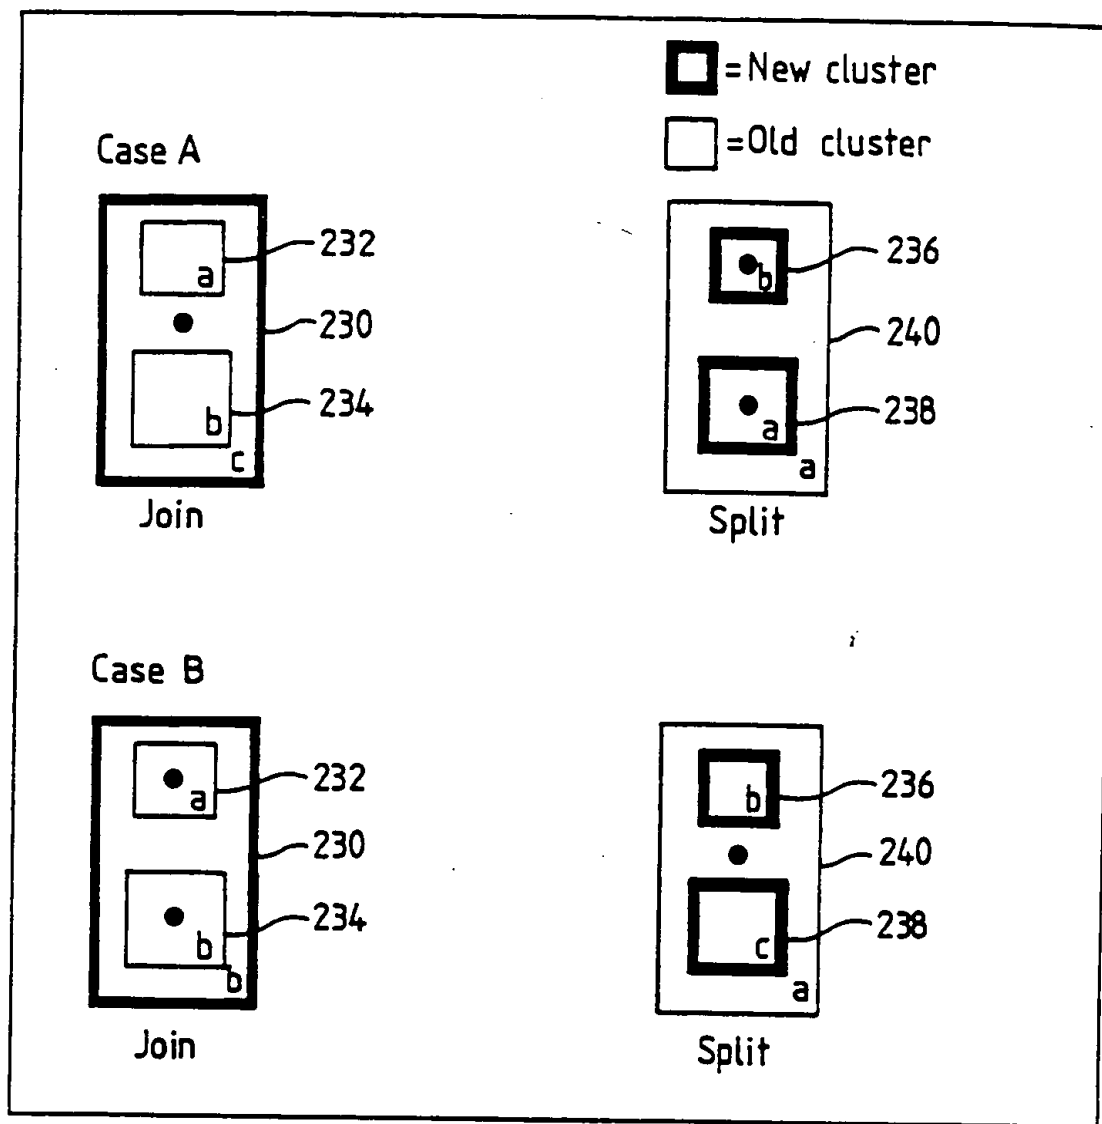 =New cluster
=Old cluster
Case A
a
232
230
b
234
c
Join
b
236
240
a
238
a
Split
Case B
a
232
230
b
234
b
Join
b
236
240
c
238
a
Split